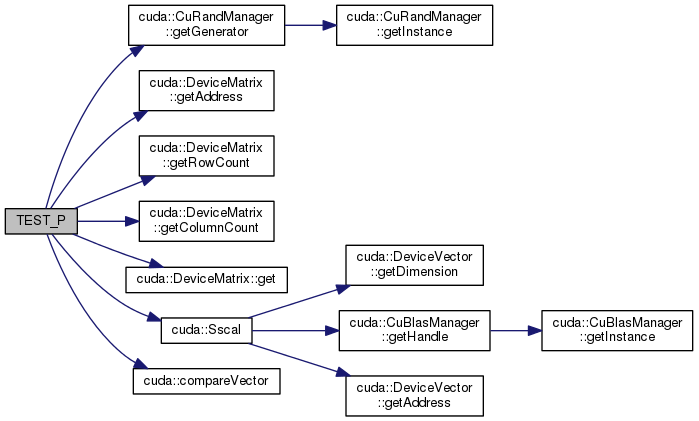 cuda::CuRandManager
::getGenerator
cuda::CuRandManager
::getInstance
cuda::DeviceMatrix
::getAddress
cuda::DeviceMatrix
::getRowCount
TEST_P
cuda::DeviceMatrix
::getColumnCount
cuda::DeviceMatrix::get
cuda::DeviceVector
::getDimension
cuda::Sscal
cuda::CuBlasManager
::getHandle
cuda::CuBlasManager
::getInstance
cuda::compareVector
cuda::DeviceVector
::getAddress